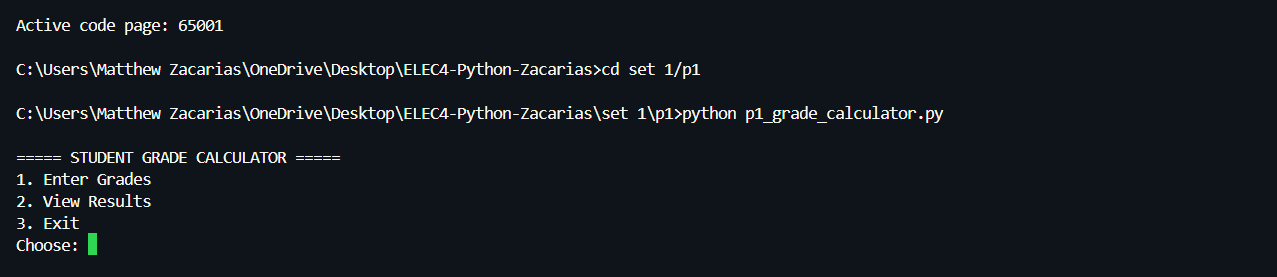 Active code page: 65001
C:\Users\Matthew Zacarias\OneDrive\Desktop\ELEC4-Python-Zacarias>cd set 1/p1
C:\Users\Matthew Zacarias\OneDrive\Desktop\ELEC4-Python-Zacarias\set 1\p1>python p1_grade_calculator.py
===== STUDENT GRADE CALCULATOR =====
1. Enter Grades
2. View Results
3. Exit
Choose: